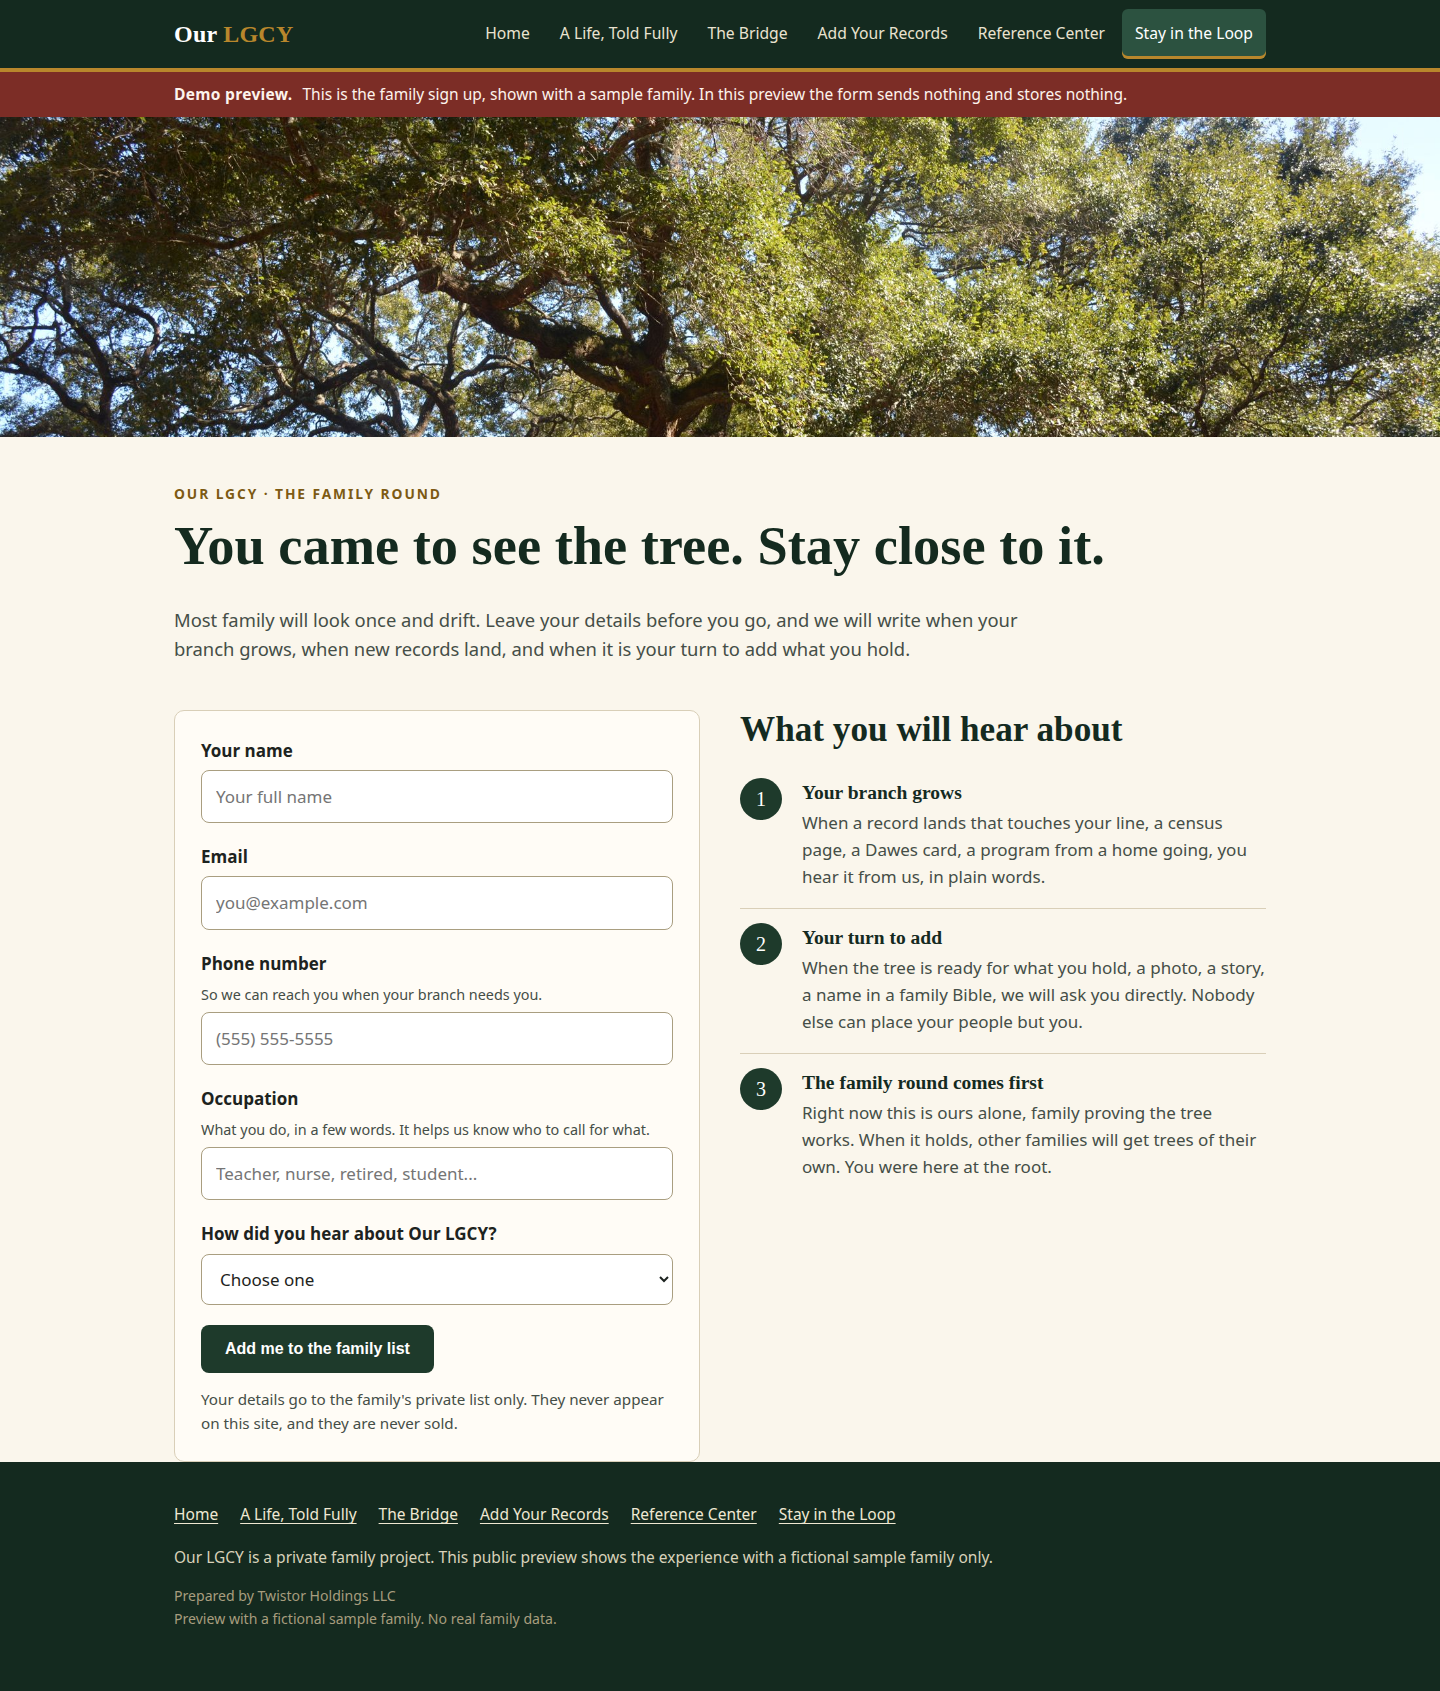 Our LGCY
Home A Life, Told Fully The Bridge Add Your Records Reference Center Stay in the Loop
Demo preview. This is the family sign up, shown with a sample family. In this preview the form sends nothing and stores nothing.
OUR LGCY · THE FAMILY ROUND
You came to see the tree. Stay close to it.
Most family will look once and drift. Leave your details before you go, and we will write when your
branch grows, when new records land, and when it is your turn to add what you hold.
Your name
Your full name
Email
you@example.com
Phone number
So we can reach you when your branch needs you.
(555) 555-5555
Occupation
What you do, in a few words. It helps us know who to call for what.
Teacher, nurse, retired, student...
How did you hear about Our LGCY?
Choose one
Add me to the family list
Your details go to the family's private list only. They never appear
on this site, and they are never sold.
What you will hear about
1
Your branch grows
When a record lands that touches your line, a census
page, a Dawes card, a program from a home going, you
hear it from us, in plain words.
2
Your turn to add
When the tree is ready for what you hold, a photo, a story,
a name in a family Bible, we will ask you directly. Nobody
else can place your people but you.
3
The family round comes first
Right now this is ours alone, family proving the tree
works. When it holds, other families will get trees of their
own. You were here at the root.
Home A Life, Told Fully The Bridge Add Your Records Reference Center Stay in the Loop
Our LGCY is a private family project. This public preview shows the experience with a fictional sample family only.
Prepared by Twistor Holdings LLC
Preview with a fictional sample family. No real family data.